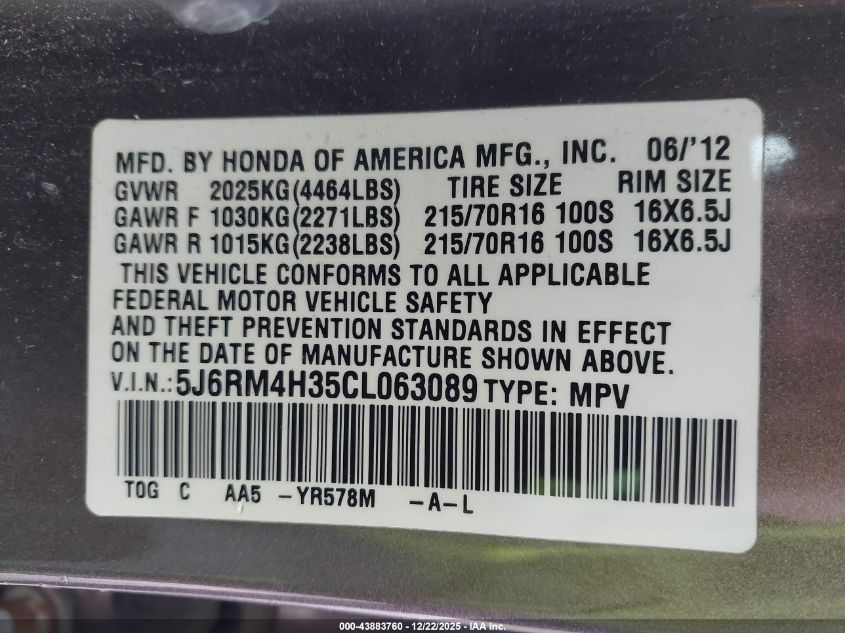 MFD. BY HONDA OF AMERICA MFG., INC. 06/'12
GVWR 2025KG(4464LBS) TIRE SIZE RIM SIZE
GAWR F 1030KG(2271LBS) 215/70R16 100S 16X6.5J
GAWR R 1015KG(2238LBS) 215/70R16 100S 16X6.5J
THIS VEHICLE CONFORMS TO ALL APPLICABLE
FEDERAL MOTOR VEHICLE SAFETY
AND THEFT PREVENTION STANDARDS IN EFFECT
ON THE DATE OF MANUFACTURE SHOWN ABOVE.
V.I.N.:5J6RM4H35CL063089 TYPE: MPV
T0G C AA5 -YR578M -A-L
000-43883760 - 12/22/2025 - IAA Inc.